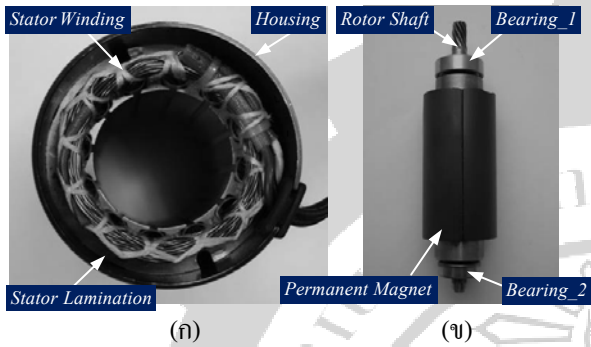 Stator Winding
Housing
Stator Lamination
(ก)
Rotor Shaft
Bearing_1
Permanent Magnet
Bearing_2
(ข)